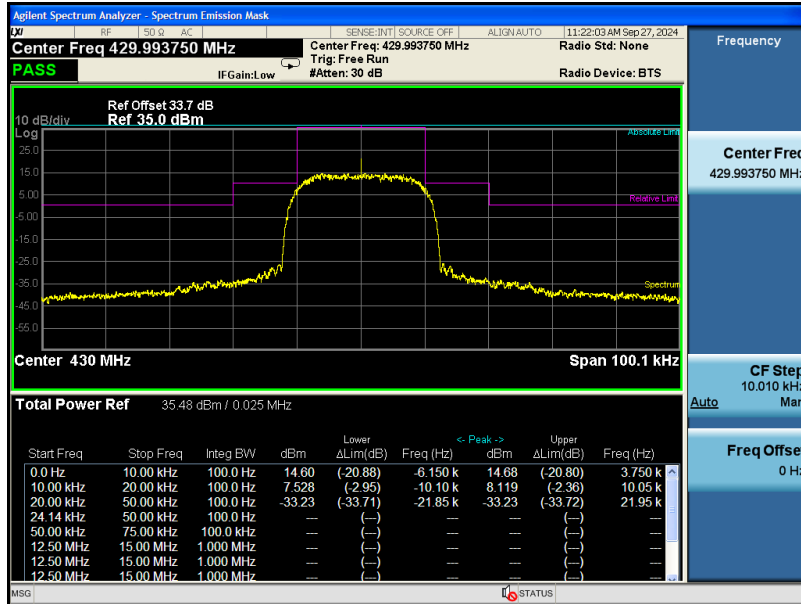 Agilent Spectrum Analyzer - Spectrum Emission Mask
LXI RF 50 Ω AC SENSE:INT SOURCE OFF ALIGN AUTO 11:22:03 AM Sep 27, 2024
Center Freq 429.993750 MHz
Center Freq: 429.993750 MHz
Radio Std: None
Trig: Free Run
PASS
IFGain:Low
#Atten: 30 dB
Radio Device: BTS
Ref Offset 33.7 dB
10 dB/div Ref 35.0 dBm
Log
Absolute Limit
25.0
15.0
5.00
Relative Limit
-5.00
-15.0
-25.0
-35.0
Spectrum
-45.0
-55.0
Center 430 MHz Span 100.1 kHz
Total Power Ref 35.48 dBm / 0.025 MHz
Lower <- Peak -> Upper
Start Freq Stop Freq Integ BW dBm ΔLim(dB) Freq (Hz) dBm ΔLim(dB) Freq (Hz)
0.0 Hz 10.00 kHz 100.0 Hz 14.60 (-20.88) -6.150 k 14.68 (-20.80) 3.750 k
10.00 kHz 20.00 kHz 100.0 Hz 7.528 (-2.95) -10.10 k 8.119 (-2.36) 10.05 k
20.00 kHz 50.00 kHz 100.0 Hz -33.23 (-33.71) -21.85 k -33.23 (-33.72) 21.95 k
24.14 kHz 50.00 kHz 100.0 Hz --- (---) --- --- (---) ---
50.00 kHz 75.00 kHz 100.0 kHz --- (---) --- --- (---) ---
12.50 MHz 15.00 MHz 1.000 MHz --- (---) --- --- (---) ---
12.50 MHz 15.00 MHz 1.000 MHz --- (---) --- --- (---) ---
12.50 MHz 15.00 MHz 1.000 MHz --- (---) --- --- (---) ---
MSG STATUS
Frequency
Center Freq
429.993750 MHz
CF Step
10.010 kHz
Auto Man
Freq Offset
0 Hz